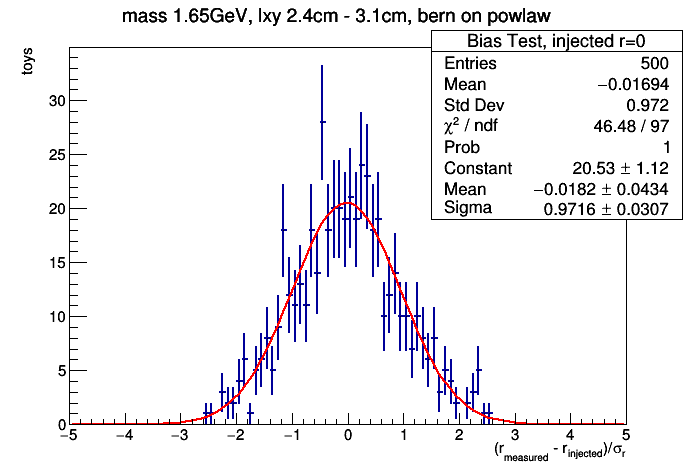 mass 1.65GeV, lxy 2.4cm - 3.1cm, bern on powlaw
toys
Bias Test, injected r=0
Entries 500
Mean −0.01694
Std Dev 0.972
χ² / ndf 46.48 / 97
Prob 1
Constant 20.53 ± 1.12
Mean −0.0182 ± 0.0434
Sigma 0.9716 ± 0.0307
30
25
20
15
10
5
0
−5 −4 −3 −2 −1 0 1 2 3 4 5
(r_measured - r_injected)/σ_r